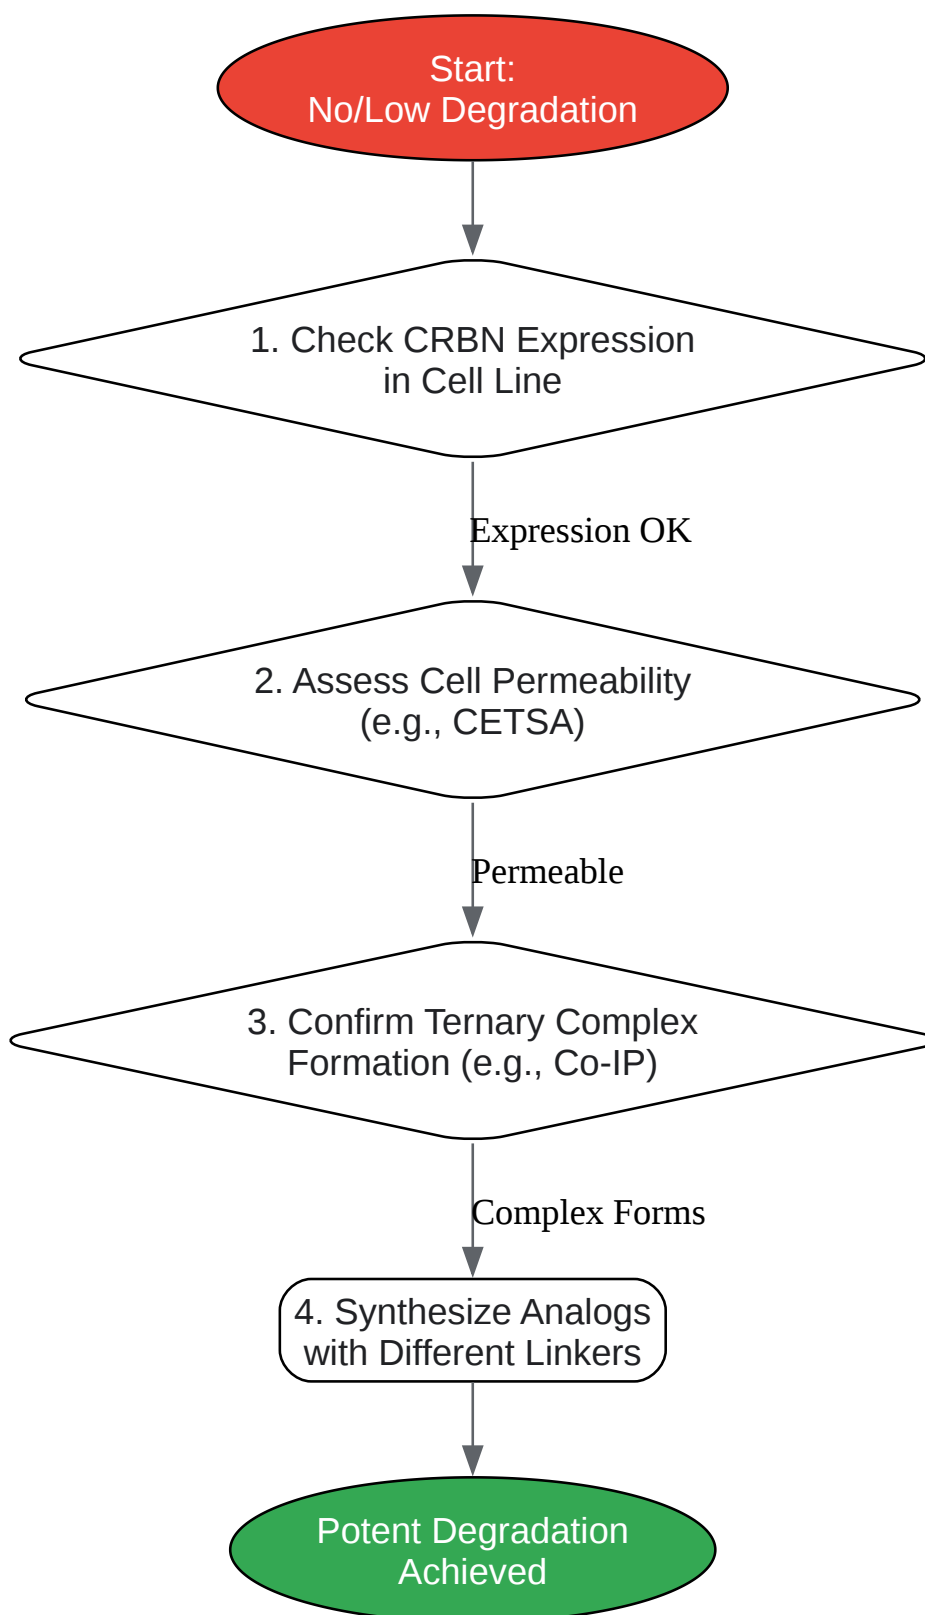 Start:
No/Low Degradation
1. Check CRBN Expression
in Cell Line
Expression OK
2. Assess Cell Permeability
(e.g., CETSA)
Permeable
3. Confirm Ternary Complex
Formation (e.g., Co-IP)
Complex Forms
4. Synthesize Analogs
with Different Linkers
Potent Degradation
Achieved